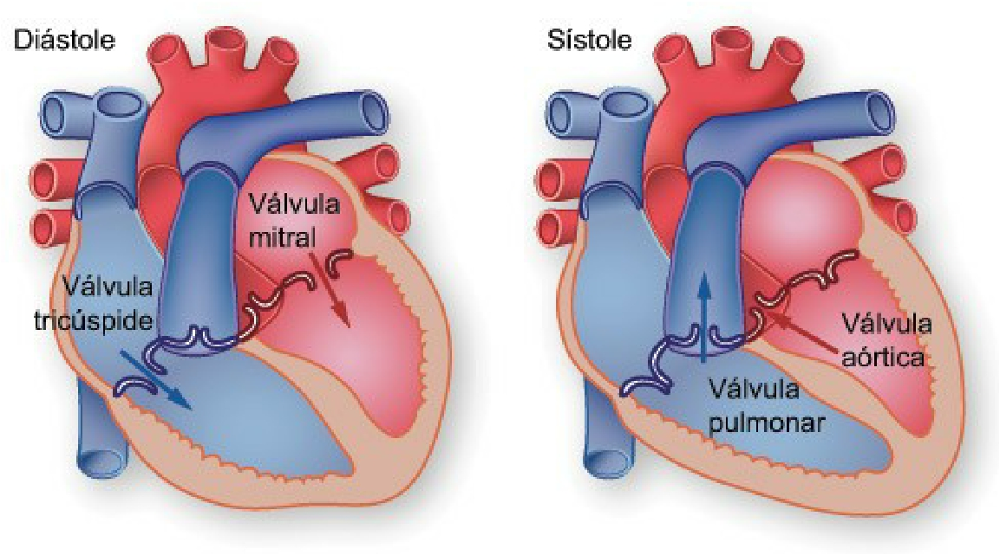 Diástole
Válvula
mitral
Válvula
tricúspide
Sístole
Válvula
aórtica
Válvula
pulmonar